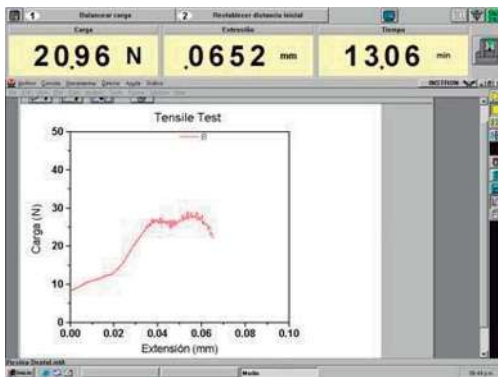 1 Balancear carga 2 Restablecer distancia inicial
Carga Extensión Tiempo
20.96 N .0652 mm 13.06 min
INSTRON
Tensile Test
B
50
40
30
20
10
0
Carga (N)
0.00 0.02 0.04 0.06 0.08 0.10
Extensión (mm)
Inicio Merlin